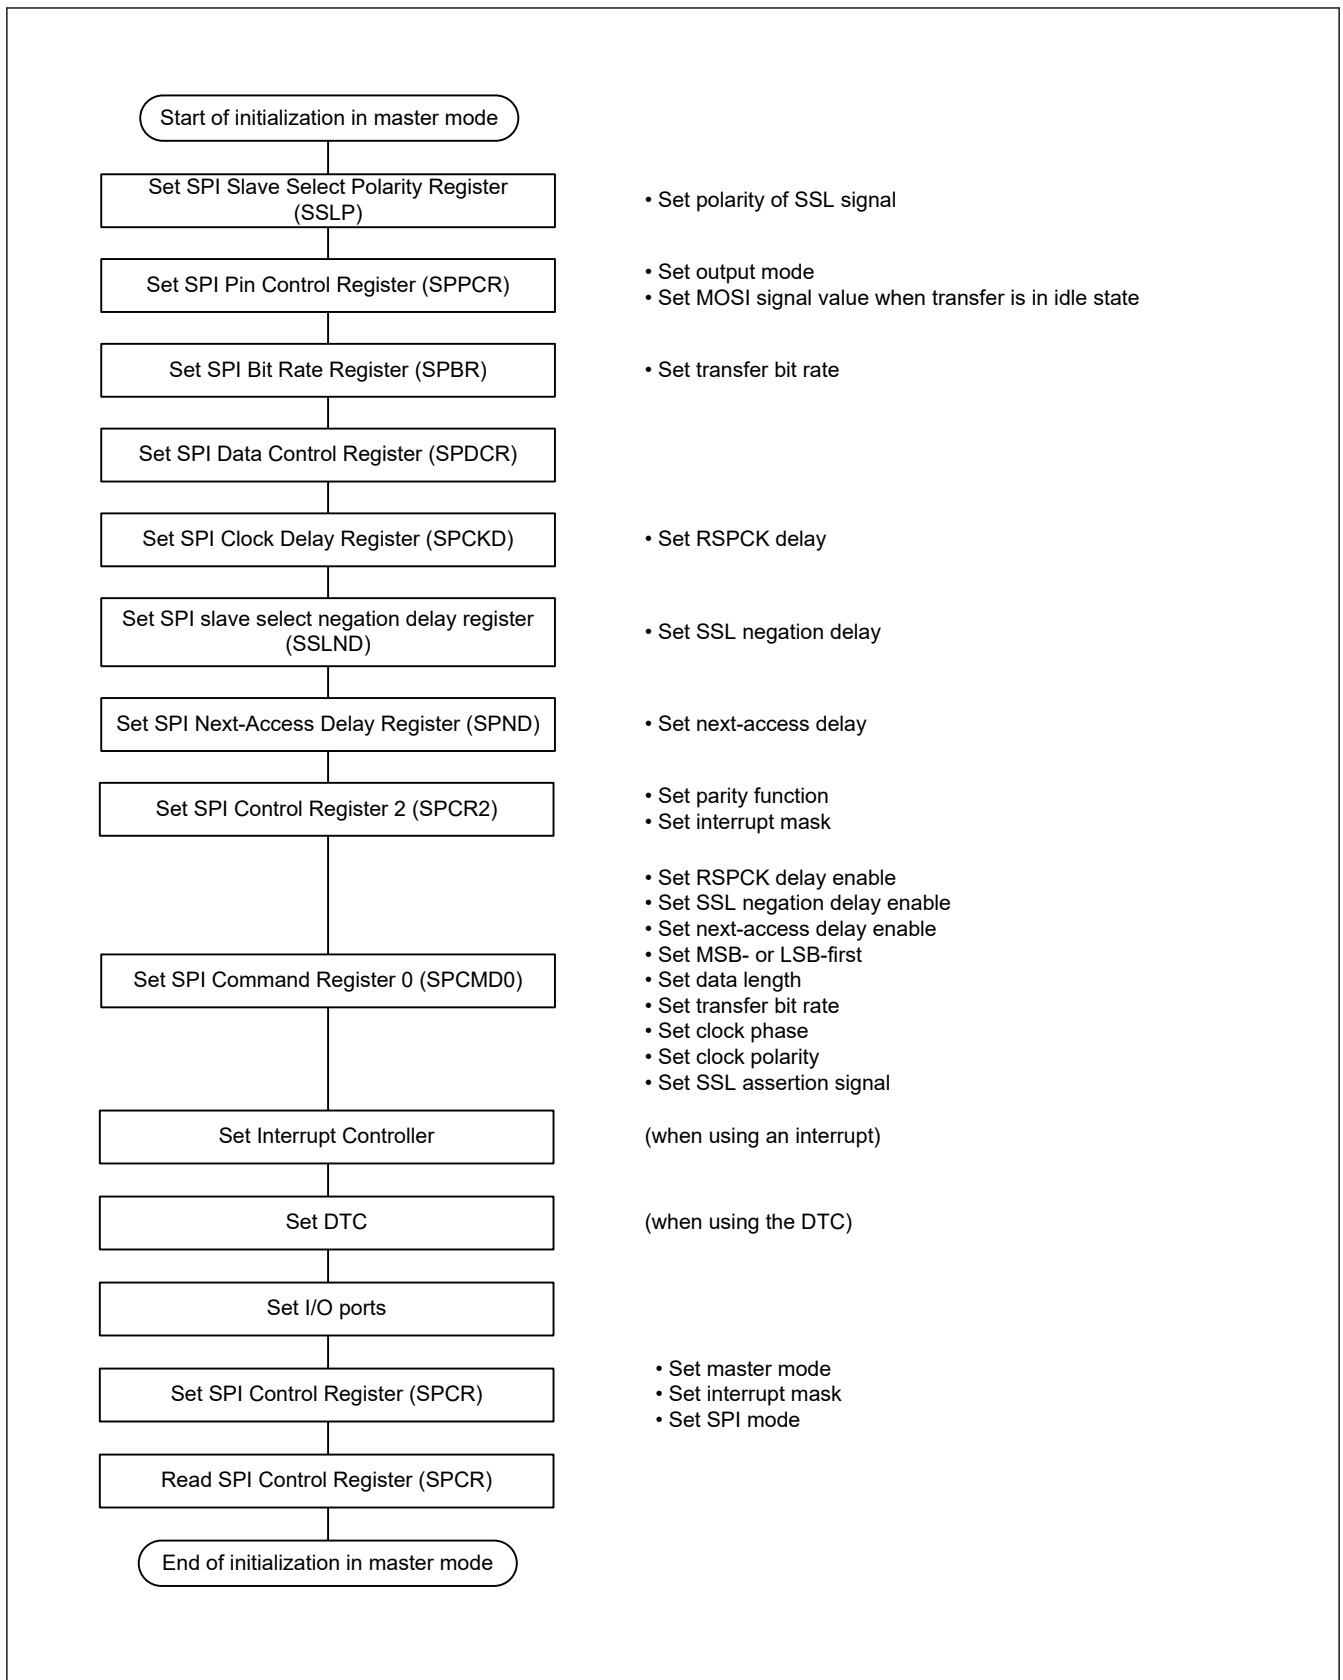 Start of initialization in master mode
Set SPI Slave Select Polarity Register
(SSLP)
• Set polarity of SSL signal
Set SPI Pin Control Register (SPPCR)
• Set output mode
• Set MOSI signal value when transfer is in idle state
Set SPI Bit Rate Register (SPBR)
• Set transfer bit rate
Set SPI Data Control Register (SPDCR)
Set SPI Clock Delay Register (SPCKD)
• Set RSPCK delay
Set SPI slave select negation delay register
(SSLND)
• Set SSL negation delay
Set SPI Next-Access Delay Register (SPND)
• Set next-access delay
Set SPI Control Register 2 (SPCR2)
• Set parity function
• Set interrupt mask
Set SPI Command Register 0 (SPCMD0)
• Set RSPCK delay enable
• Set SSL negation delay enable
• Set next-access delay enable
• Set MSB- or LSB-first
• Set data length
• Set transfer bit rate
• Set clock phase
• Set clock polarity
• Set SSL assertion signal
Set Interrupt Controller
(when using an interrupt)
Set DTC
(when using the DTC)
Set I/O ports
Set SPI Control Register (SPCR)
• Set master mode
• Set interrupt mask
• Set SPI mode
Read SPI Control Register (SPCR)
End of initialization in master mode